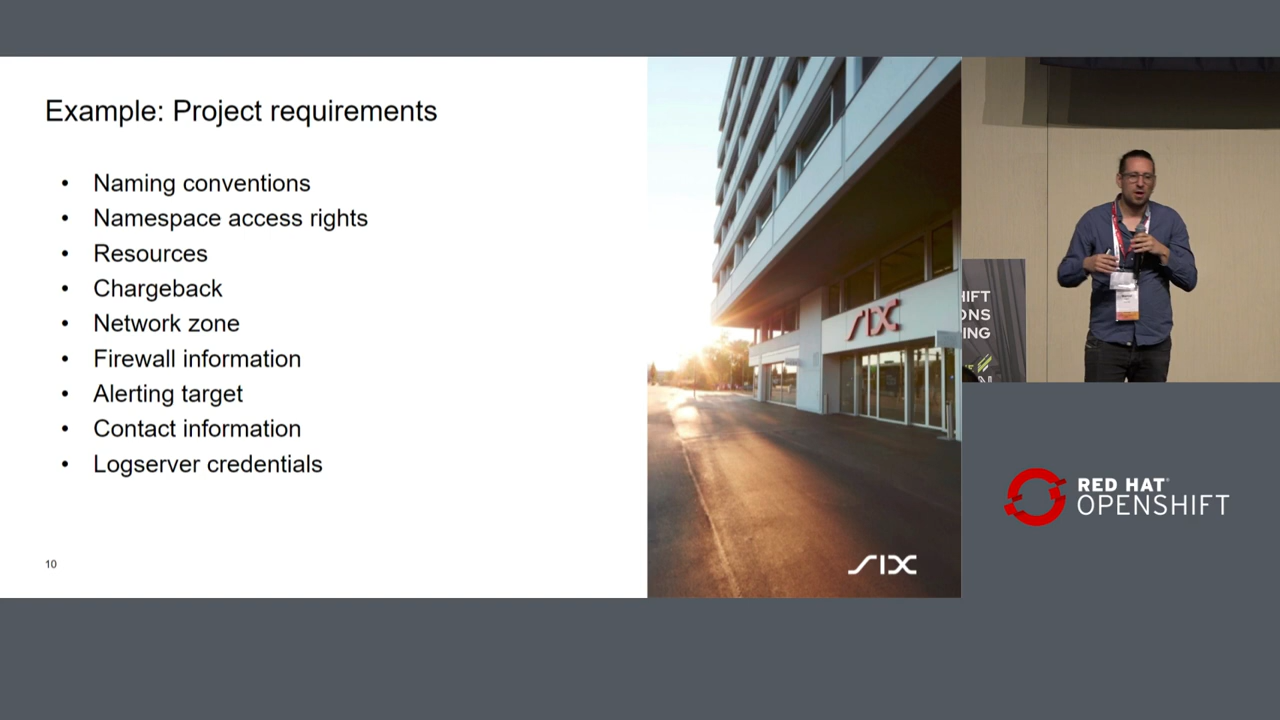 Example: Project requirements
• Naming conventions
• Namespace access rights
• Resources
• Chargeback
• Network zone
• Firewall information
• Alerting target
• Contact information
• Logserver credentials
10
SIX
SIX
RED HAT®
OPENSHIFT